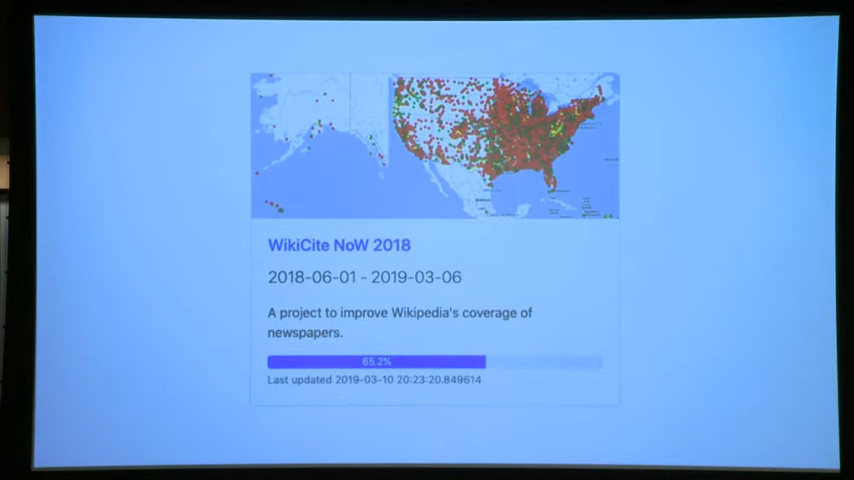 WikiCite NoW 2018
2018-06-01 - 2019-03-06
A project to improve Wikipedia's coverage of
newspapers.
65.2%
Last updated 2019-03-10 20:23:20.849614